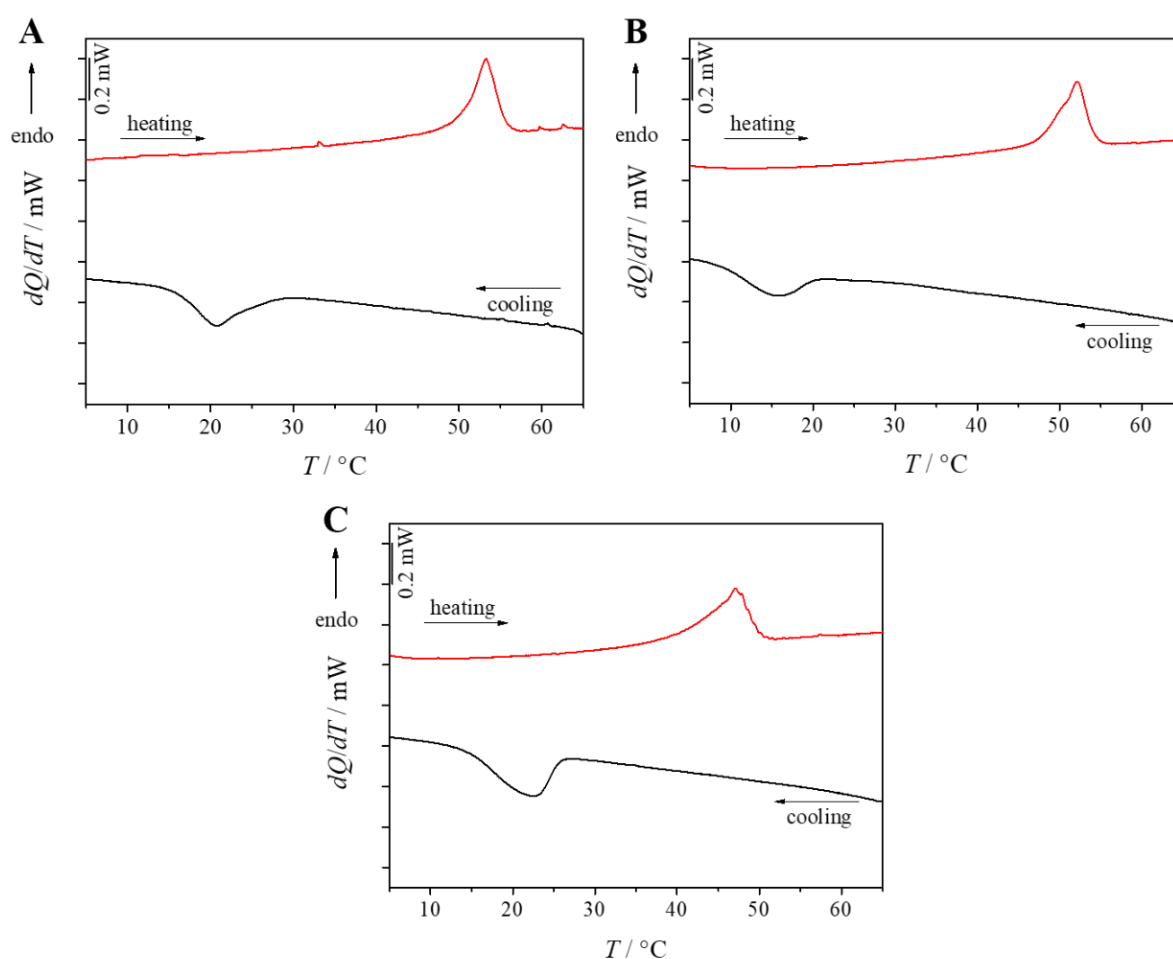 A
0.2 mW
endo
heating
dQ/dT / mW
cooling
10 20 30 40 50 60
T / °C
B
0.2 mW
endo
heating
dQ/dT / mW
cooling
10 20 30 40 50 60
T / °C
C
0.2 mW
endo
heating
dQ/dT / mW
cooling
10 20 30 40 50 60
T / °C